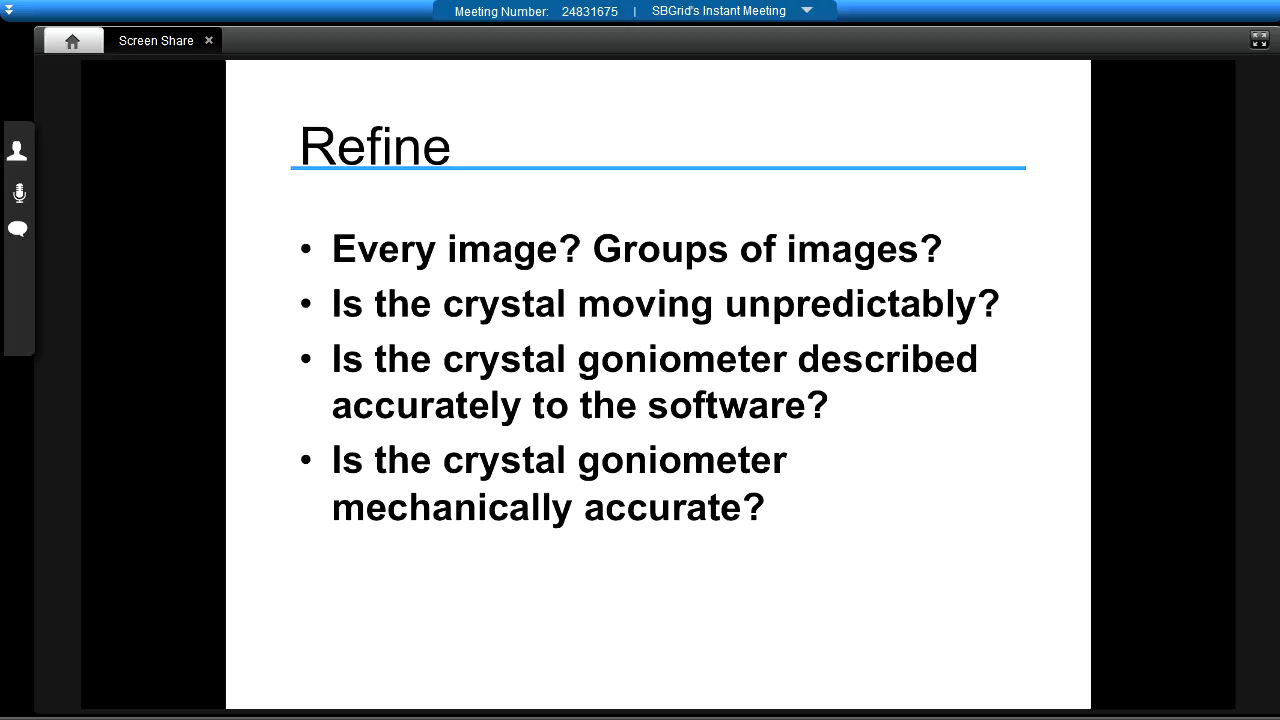 Meeting Number: 24831675 | SBGrid's Instant Meeting
Screen Share
Refine
• Every image? Groups of images?
• Is the crystal moving unpredictably?
• Is the crystal goniometer described
accurately to the software?
• Is the crystal goniometer
mechanically accurate?